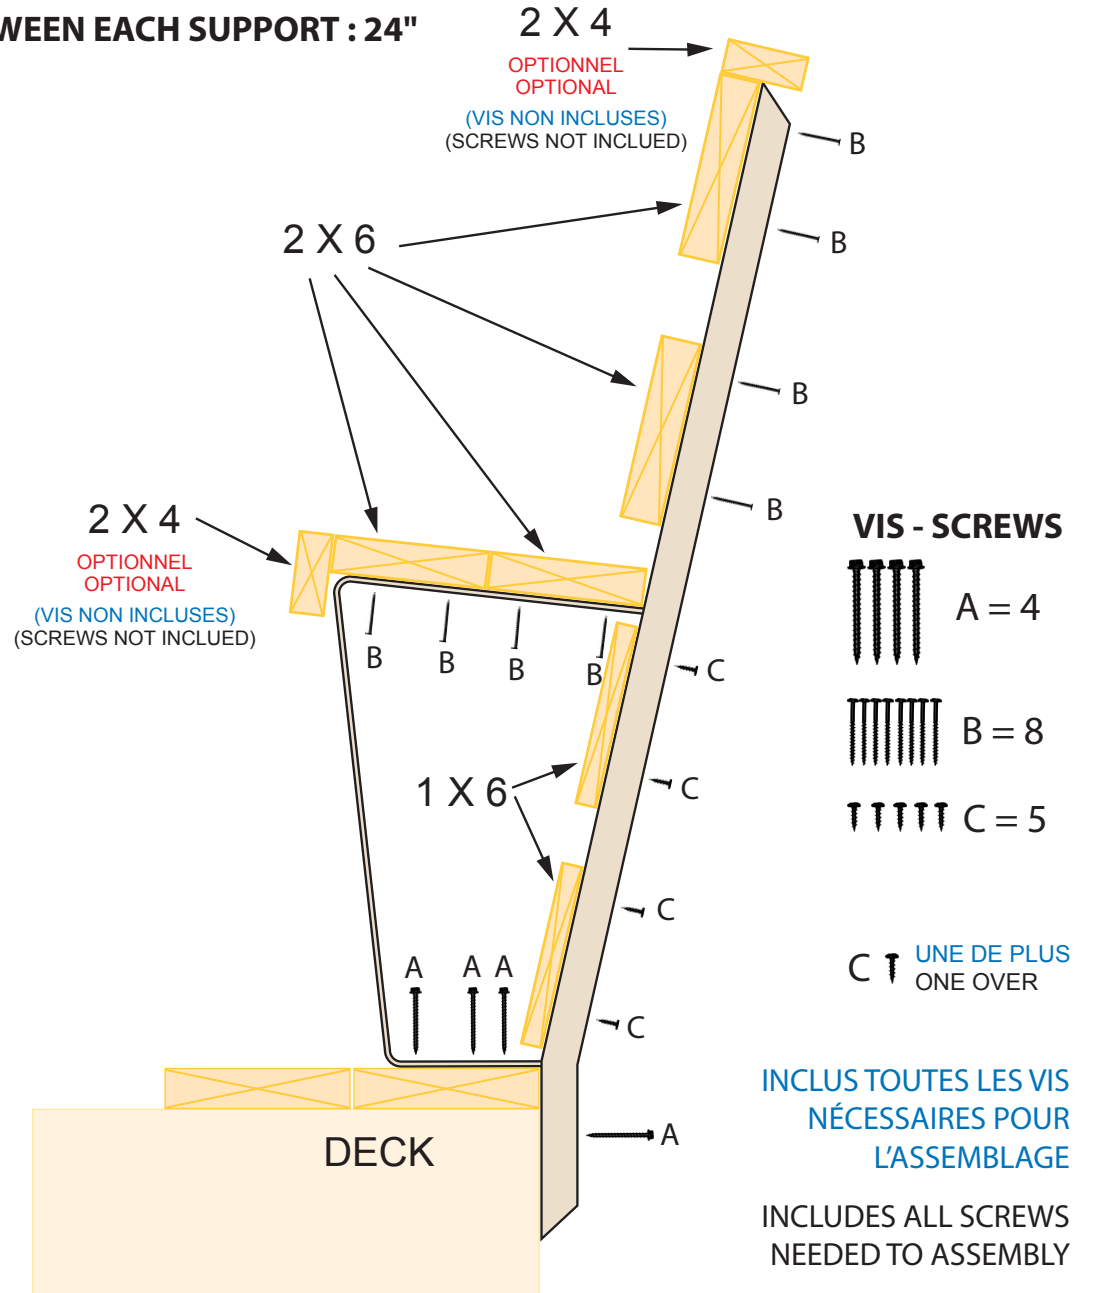 WEEN EACH SUPPORT : 24"
2 X 4
OPTIONNEL
OPTIONAL
(VIS NON INCLUSES)
(SCREWS NOT INCLUED)
B
B
2 X 6
B
B
2 X 4
OPTIONNEL
OPTIONAL
(VIS NON INCLUSES)
(SCREWS NOT INCLUED)
VIS - SCREWS
A = 4
B
B
B
B
C
B = 8
1 X 6
C
C = 5
C
A
A
A
C
UNE DE PLUS
ONE OVER
C
DECK
A
INCLUS TOUTES LES VIS
NÉCESSAIRES POUR
L'ASSEMBLAGE
INCLUDES ALL SCREWS
NEEDED TO ASSEMBLY